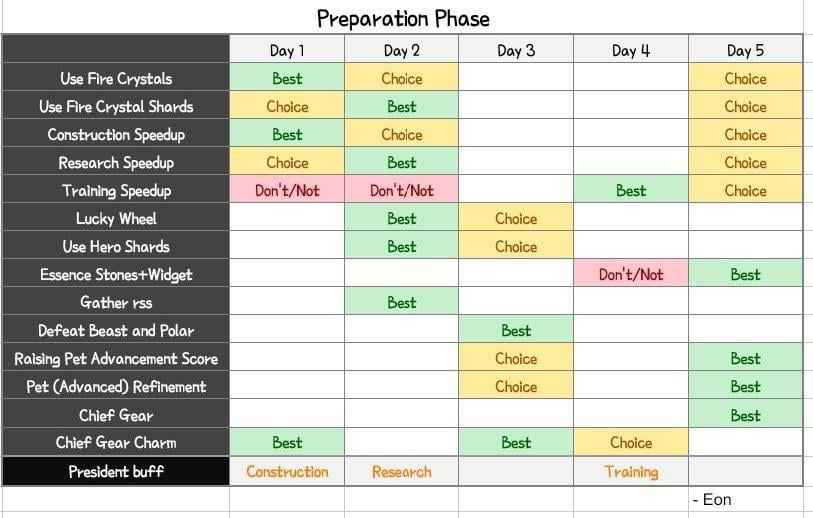 Preparation Phase
Day 1 Day 2 Day 3 Day 4 Day 5
Use Fire Crystals Best Choice Choice
Use Fire Crystal Shards Choice Best Choice
Construction Speedup Best Choice Choice
Research Speedup Choice Best Choice
Training Speedup Don't/Not Don't/Not Best Choice
Lucky Wheel Best Choice
Use Hero Shards Best Choice
Essence Stones+Widget Don't/Not Best
Gather rss Best
Defeat Beast and Polar Best
Raising Pet Advancement Score Choice Best
Pet (Advanced) Refinement Choice Best
Chief Gear Best
Chief Gear Charm Best Best Choice
President buff Construction Research Training
- Eon